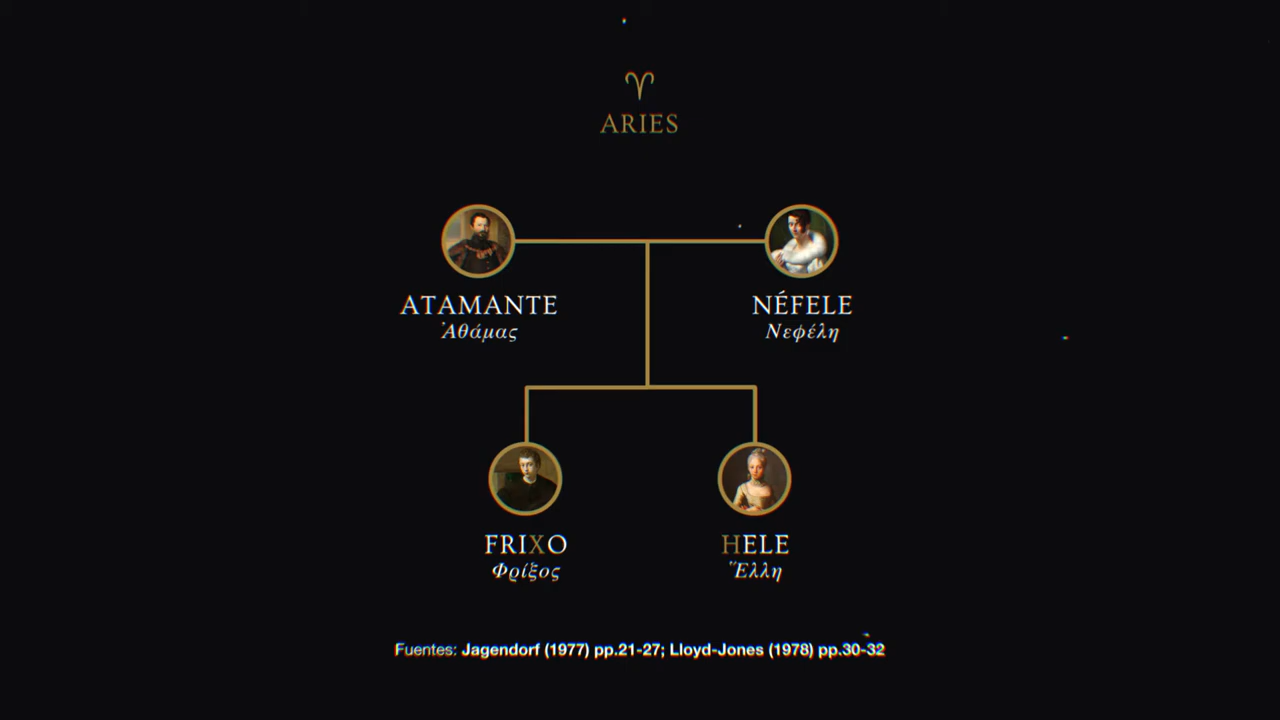 ARIES
ATAMANTE
Ἀθάμας
NÉFELE
Νεφέλη
FRIXO
Φρίξος
HELE
Ἕλλη
Fuentes: Jagendorf (1977) pp.21-27; Lloyd-Jones (1978) pp.30-32